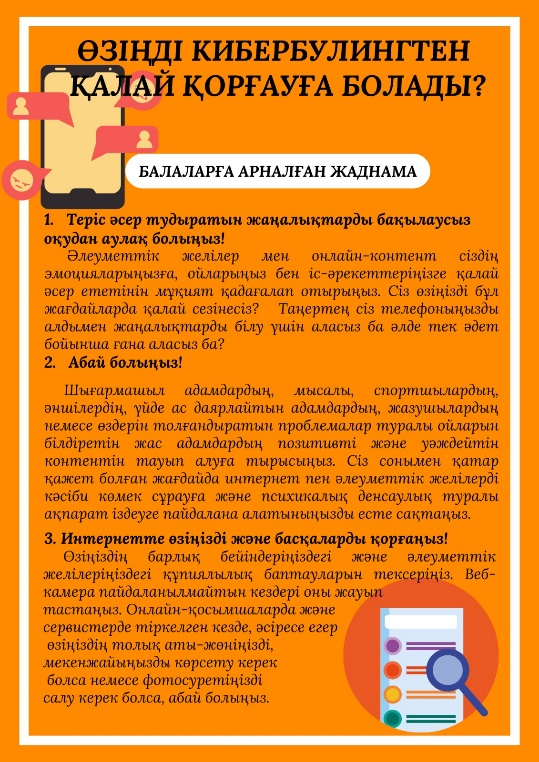 ӨЗІҢДІ КИБЕРБУЛИНГТЕН
ҚАЛАЙ ҚОРҒАУҒА БОЛАДЫ?
БАЛАЛАРҒА АРНАЛҒАН ЖАДНАМА
1. Теріс әсер тудыратын жаңалықтарды бақылаусыз
оқудан аулақ болыңыз!
Әлеуметтік желілер мен онлайн-контент сіздің
эмоцияларыңызға, ойларыңыз бен іс-әрекеттеріңізге қалай
әсер ететінін мұқият қадағалап отырыңыз. Сіз өзіңізді бұл
жағдайларда қалай сезінесіз? Таңертең сіз телефоныңызды
алдымен жаңалықтарды білу үшін аласыз ба әлде тек әдет
бойынша ғана аласыз ба?
2. Абай болыңыз!
Шығармашыл адамдардың, мысалы, спортшылардың,
әншілердің, үйде ас даярлайтын адамдардың, жазушылардың
немесе өздерін толғандыратын проблемалар туралы ойларын
білдіретін жас адамдардың позитивті және уәждейтін
контентін тауып алуға тырысыңыз. Сіз сонымен қатар
қажет болған жағдайда интернет пен әлеуметтік желілерді
кәсіби көмек сұрауға және психикалық денсаулық туралы
ақпарат іздеуге пайдалана алатыныңызды есте сақтаңыз.
3. Интернетте өзіңізді және басқаларды қорғаңыз!
Өзіңіздің барлық бейіндеріңіздегі және әлеуметтік
желілеріңіздегі құпиялылық баптауларын тексеріңіз. Веб-
камера пайдаланылмайтын кездері оны жауып
тастаңыз. Онлайн-қосымшаларда және
сервистерде тіркелген кезде, әсіресе егер
өзіңіздің толық аты-жөніңізді,
мекенжайыңызды көрсету керек
болса немесе фотосуретіңізді
салу керек болса, абай болыңыз.